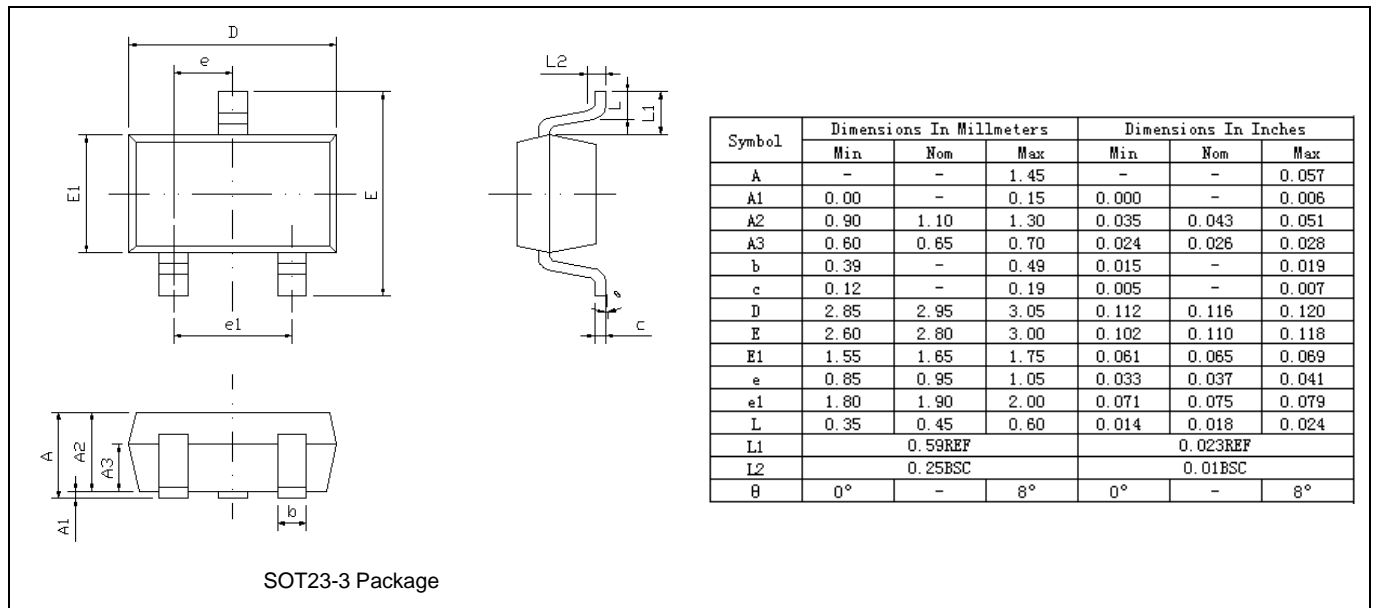 D
e
L2
L
L1
E1
E
e1
c
A
A2
A3
A1
b
Symbol Dimensions In Millmeters Dimensions In Inches
Min Nom Max Min Nom Max
A - - 1.45 - - 0.057
A1 0.00 - 0.15 0.000 - 0.006
A2 0.90 1.10 1.30 0.035 0.043 0.051
A3 0.60 0.65 0.70 0.024 0.026 0.028
b 0.39 - 0.49 0.015 - 0.019
c 0.12 - 0.19 0.005 - 0.007
D 2.85 2.95 3.05 0.112 0.116 0.120
E 2.60 2.80 3.00 0.102 0.110 0.118
E1 1.55 1.65 1.75 0.061 0.065 0.069
e 0.85 0.95 1.05 0.033 0.037 0.041
e1 1.80 1.90 2.00 0.071 0.075 0.079
L 0.35 0.45 0.60 0.014 0.018 0.024
L1 0.59REF 0.023REF
L2 0.25BSC 0.01BSC
θ 0° - 8° 0° - 8°
SOT23-3 Package